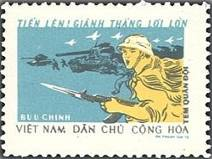 TIẾN LÊN! GIÀNH THẮNG LỢI LỚN
BƯU CHÍNH
TEM QUÂN ĐỘI
VIỆT NAM DÂN CHỦ CỘNG HÒA